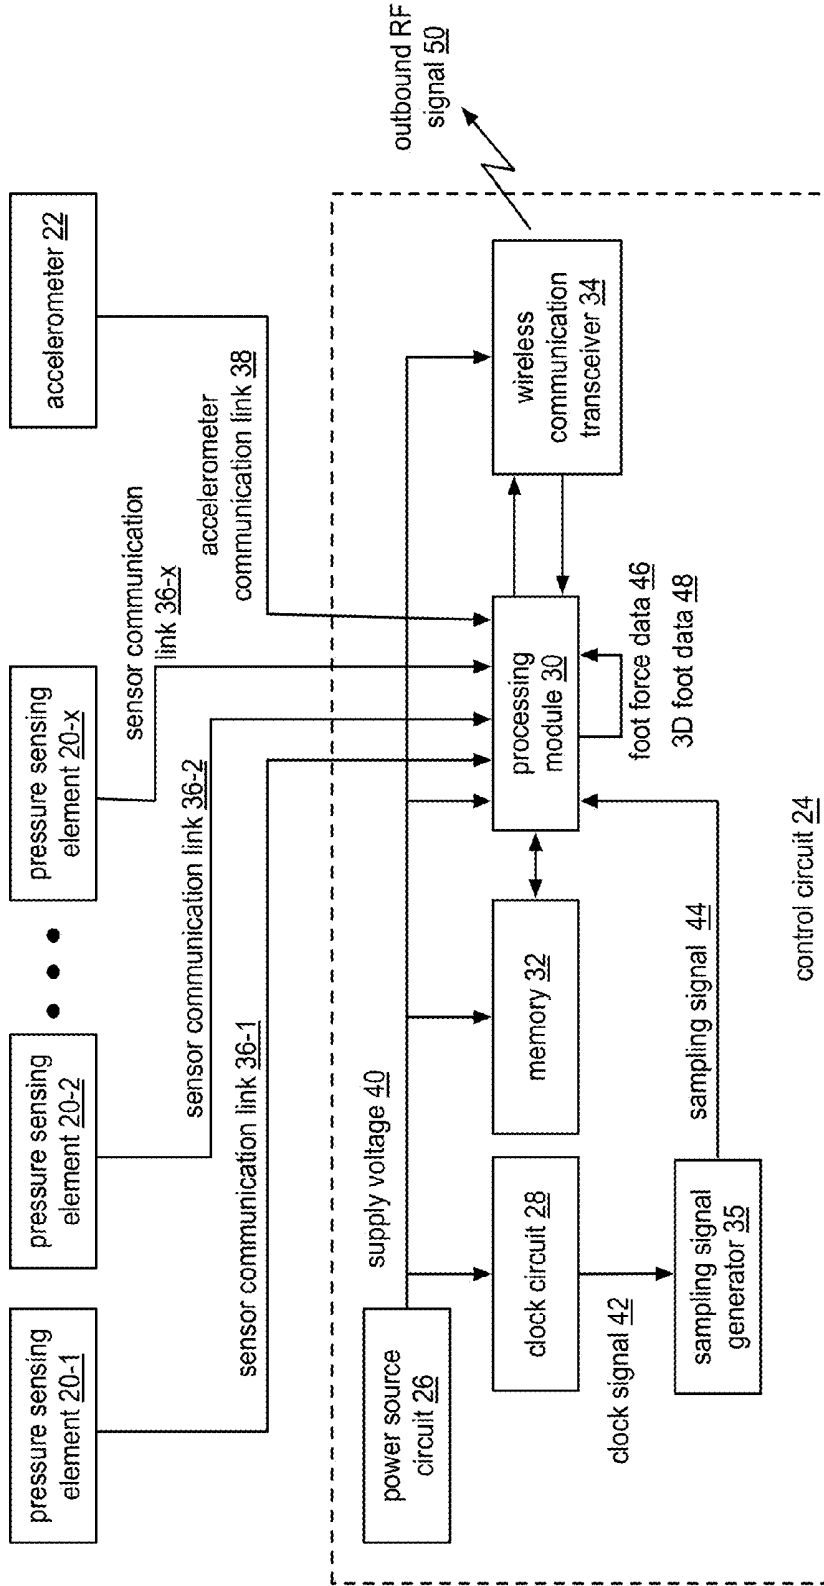 pressure sensing
element 20-1
pressure sensing
element 20-2
pressure sensing
element 20-x
accelerometer 22
sensor communication
link 36-x
sensor communication link 36-2
sensor communication link 36-1
accelerometer
communication link 38
outbound RF
signal 50
power source
circuit 26
supply voltage 40
clock circuit 28
memory 32
processing
module 30
wireless
communication
transceiver 34
clock signal 42
foot force data 46
3D foot data 48
sampling signal
generator 35
sampling signal 44
control circuit 24